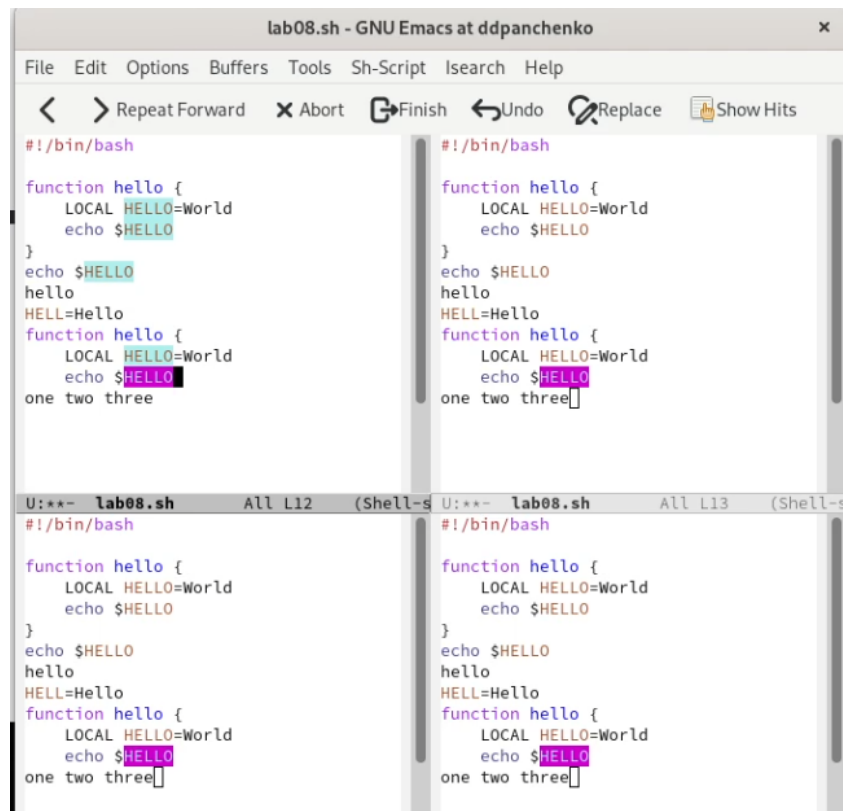 lab08.sh - GNU Emacs at ddpanchenko ×
File Edit Options Buffers Tools Sh-Script Isearch Help
Repeat Forward Abort Finish Undo Replace Show Hits
#!/bin/bash
function hello {
LOCAL HELLO=World
echo $HELLO
}
echo $HELLO
hello
HELL=Hello
function hello {
LOCAL HELLO=World
echo $HELLO
one two three
U:**- lab08.sh All L12 (Shell-s
#!/bin/bash
function hello {
LOCAL HELLO=World
echo $HELLO
}
echo $HELLO
hello
HELL=Hello
function hello {
LOCAL HELLO=World
echo $HELLO
one two three
U:**- lab08.sh All L13 (Shell-s
#!/bin/bash
function hello {
LOCAL HELLO=World
echo $HELLO
}
echo $HELLO
hello
HELL=Hello
function hello {
LOCAL HELLO=World
echo $HELLO
one two three
#!/bin/bash
function hello {
LOCAL HELLO=World
echo $HELLO
}
echo $HELLO
hello
HELL=Hello
function hello {
LOCAL HELLO=World
echo $HELLO
one two three